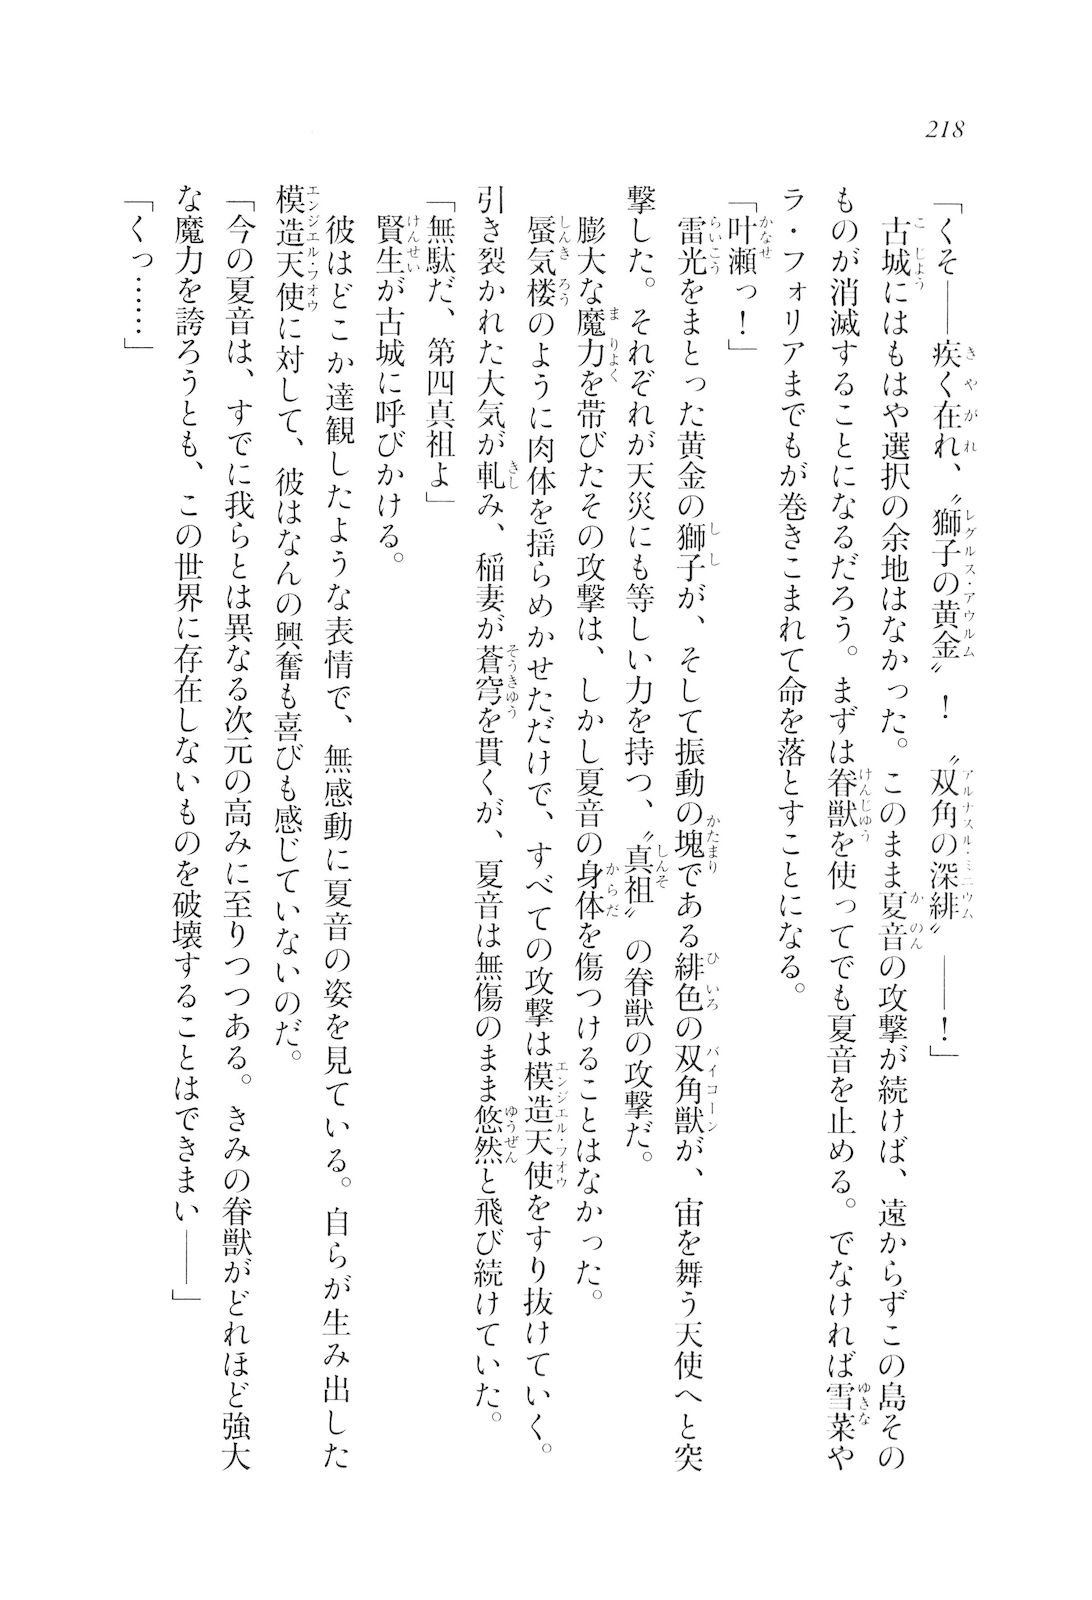 218
「くそ――疾く在れ、〝獅子の黄金〟！　〝双角の深緋〟――！」
　古城にはもはや選択の余地はなかった。このまま夏音の攻撃が続けば、遠からずこの島その
ものが消滅することになるだろう。まずは眷獣を使ってでも夏音を止める。でなければ雪菜や
ラ・フォリアまでもが巻きこまれて命を落とすことになる。
「叶瀬っ！」
　雷光をまとった黄金の獅子が、そして振動の塊である緋色の双角獣が、宙を舞う天使へと突
撃した。それぞれが天災にも等しい力を持つ、〝真祖〟の眷獣の攻撃だ。
　膨大な魔力を帯びたその攻撃は、しかし夏音の身体を傷つけることはなかった。
　蜃気楼のように肉体を揺らめかせただけで、すべての攻撃は模造天使をすり抜けていく。
引き裂かれた大気が軋み、稲妻が蒼穹を貫くが、夏音は無傷のまま悠然と飛び続けていた。
「無駄だ、第四真祖よ」
　賢生が古城に呼びかける。
　彼はどこか達観したような表情で、無感動に夏音の姿を見ている。自らが生み出した
模造天使に対して、彼はなんの興奮も喜びも感じていないのだ。
「今の夏音は、すでに我らとは異なる次元の高みに至りつつある。きみの眷獣がどれほど強大
な魔力を誇ろうとも、この世界に存在しないものを破壊することはできまい――」
「くっ……」